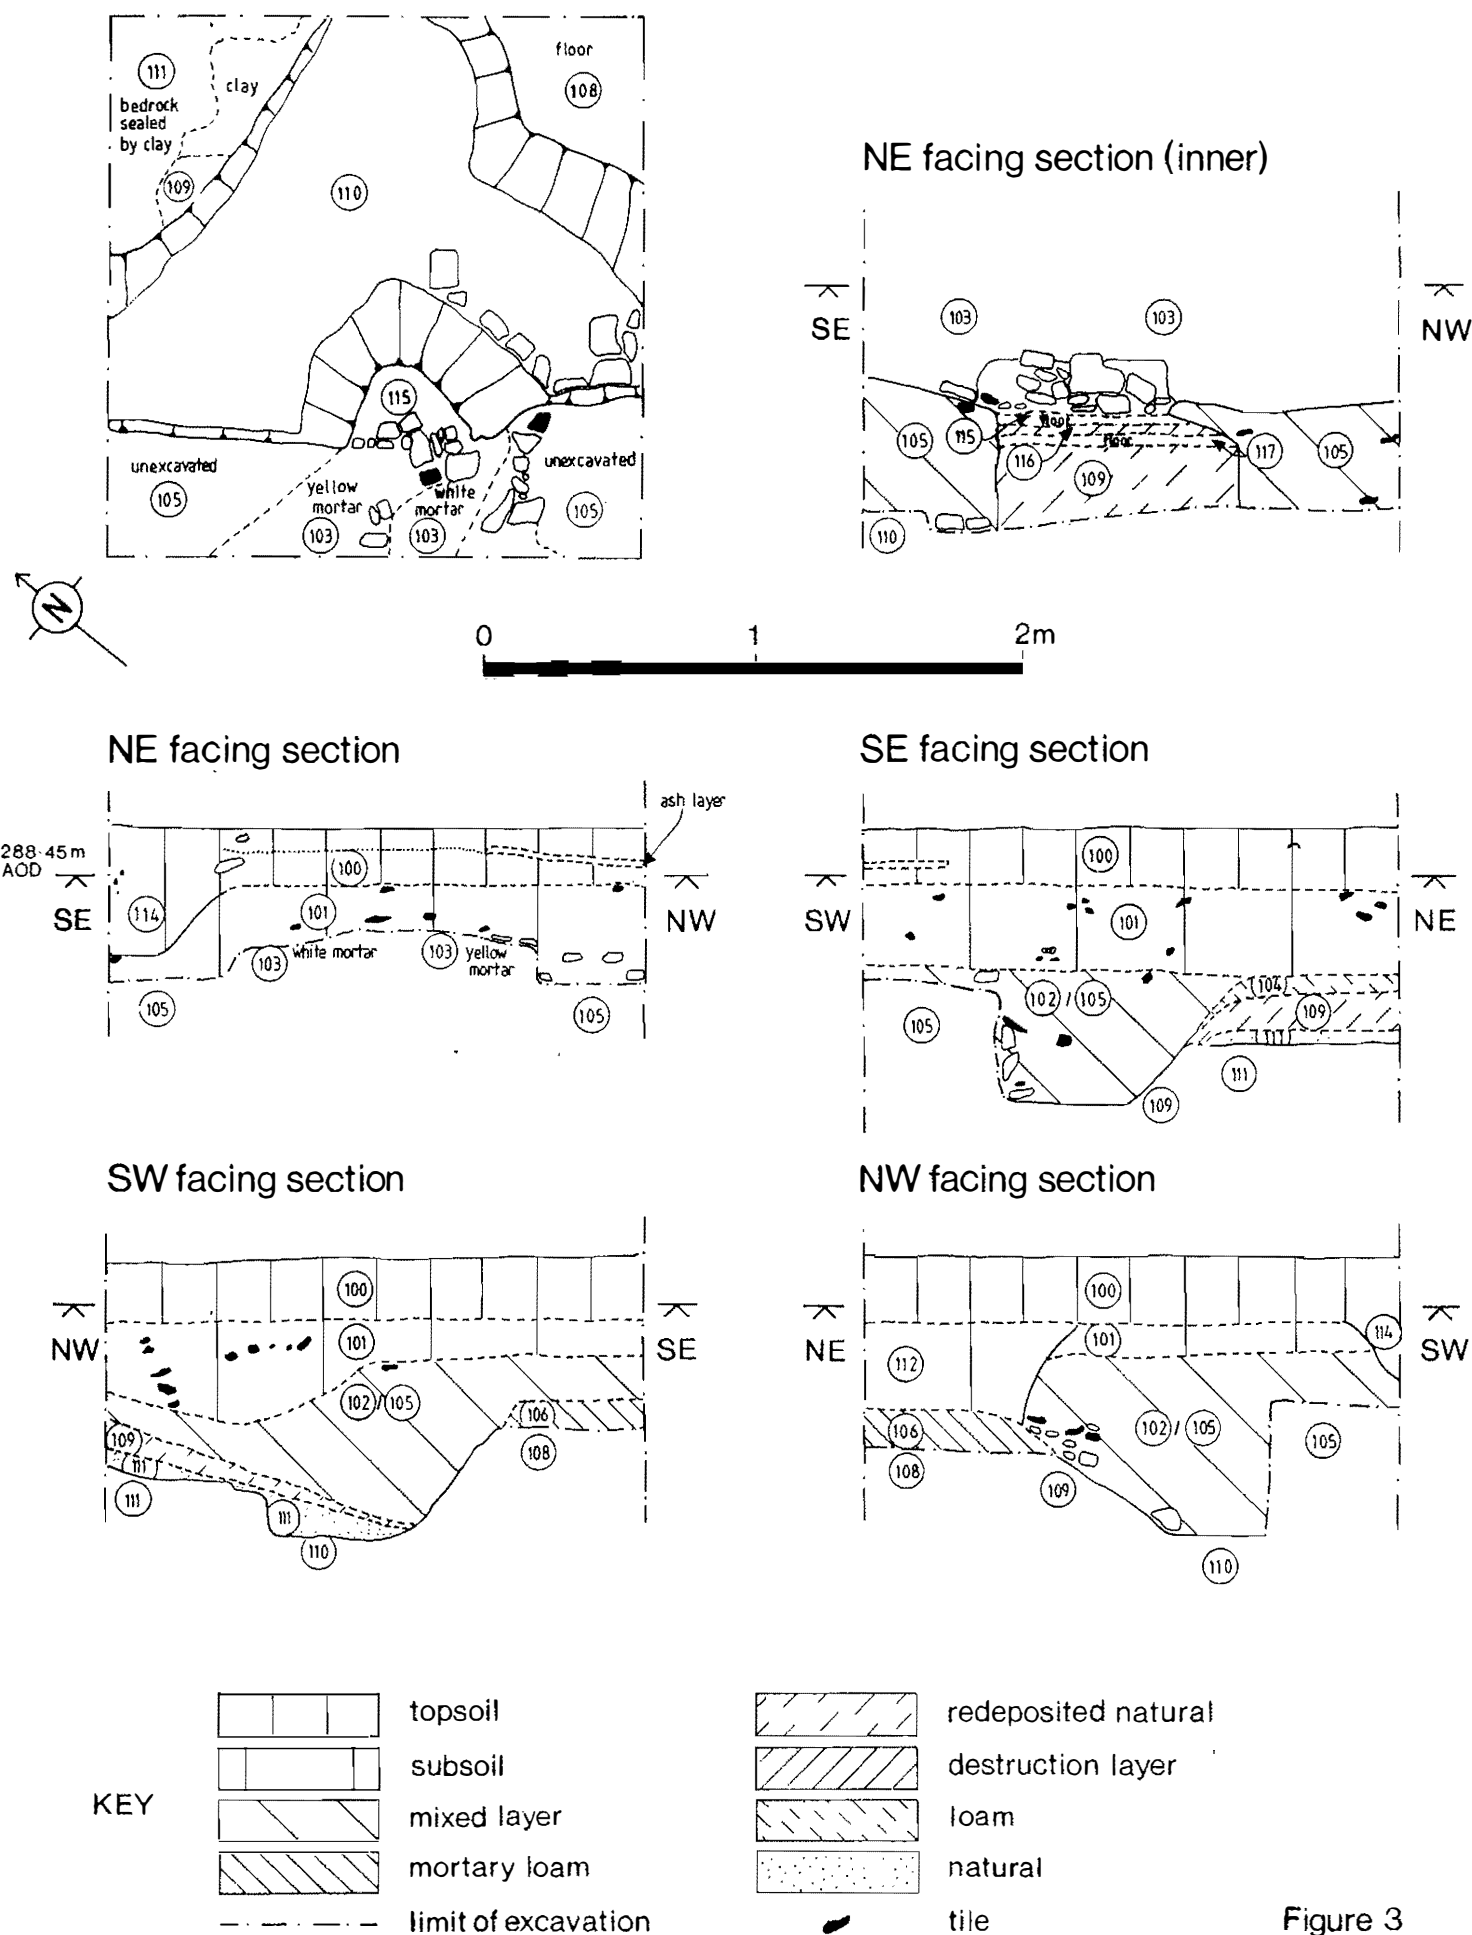 floor
108
111
clay
bedrock
sealed
by clay
109
110
115
unexcavated
105
yellow
mortar
103
white
mortar
103
unexcavated
105
N
NE facing section (inner)
SE
103
103
NW
105
115
floor
floor
116
109
117
105
110
0 1 2m
NE facing section
ash layer
288·45m
AOD
100
SE
114
101
NW
103
white mortar
103
yellow
mortar
105
105
SE facing section
100
SW
101
NE
102 / 105
104
109
105
111
111
109
SW facing section
100
NW
101
SE
102 / 105
106
109
108
111
111
111
110
NW facing section
100
NE
101
114
SW
112
106
102 / 105
105
108
109
110
KEY
topsoil
subsoil
mixed layer
mortary loam
limit of excavation
redeposited natural
destruction layer
loam
natural
tile
Figure 3